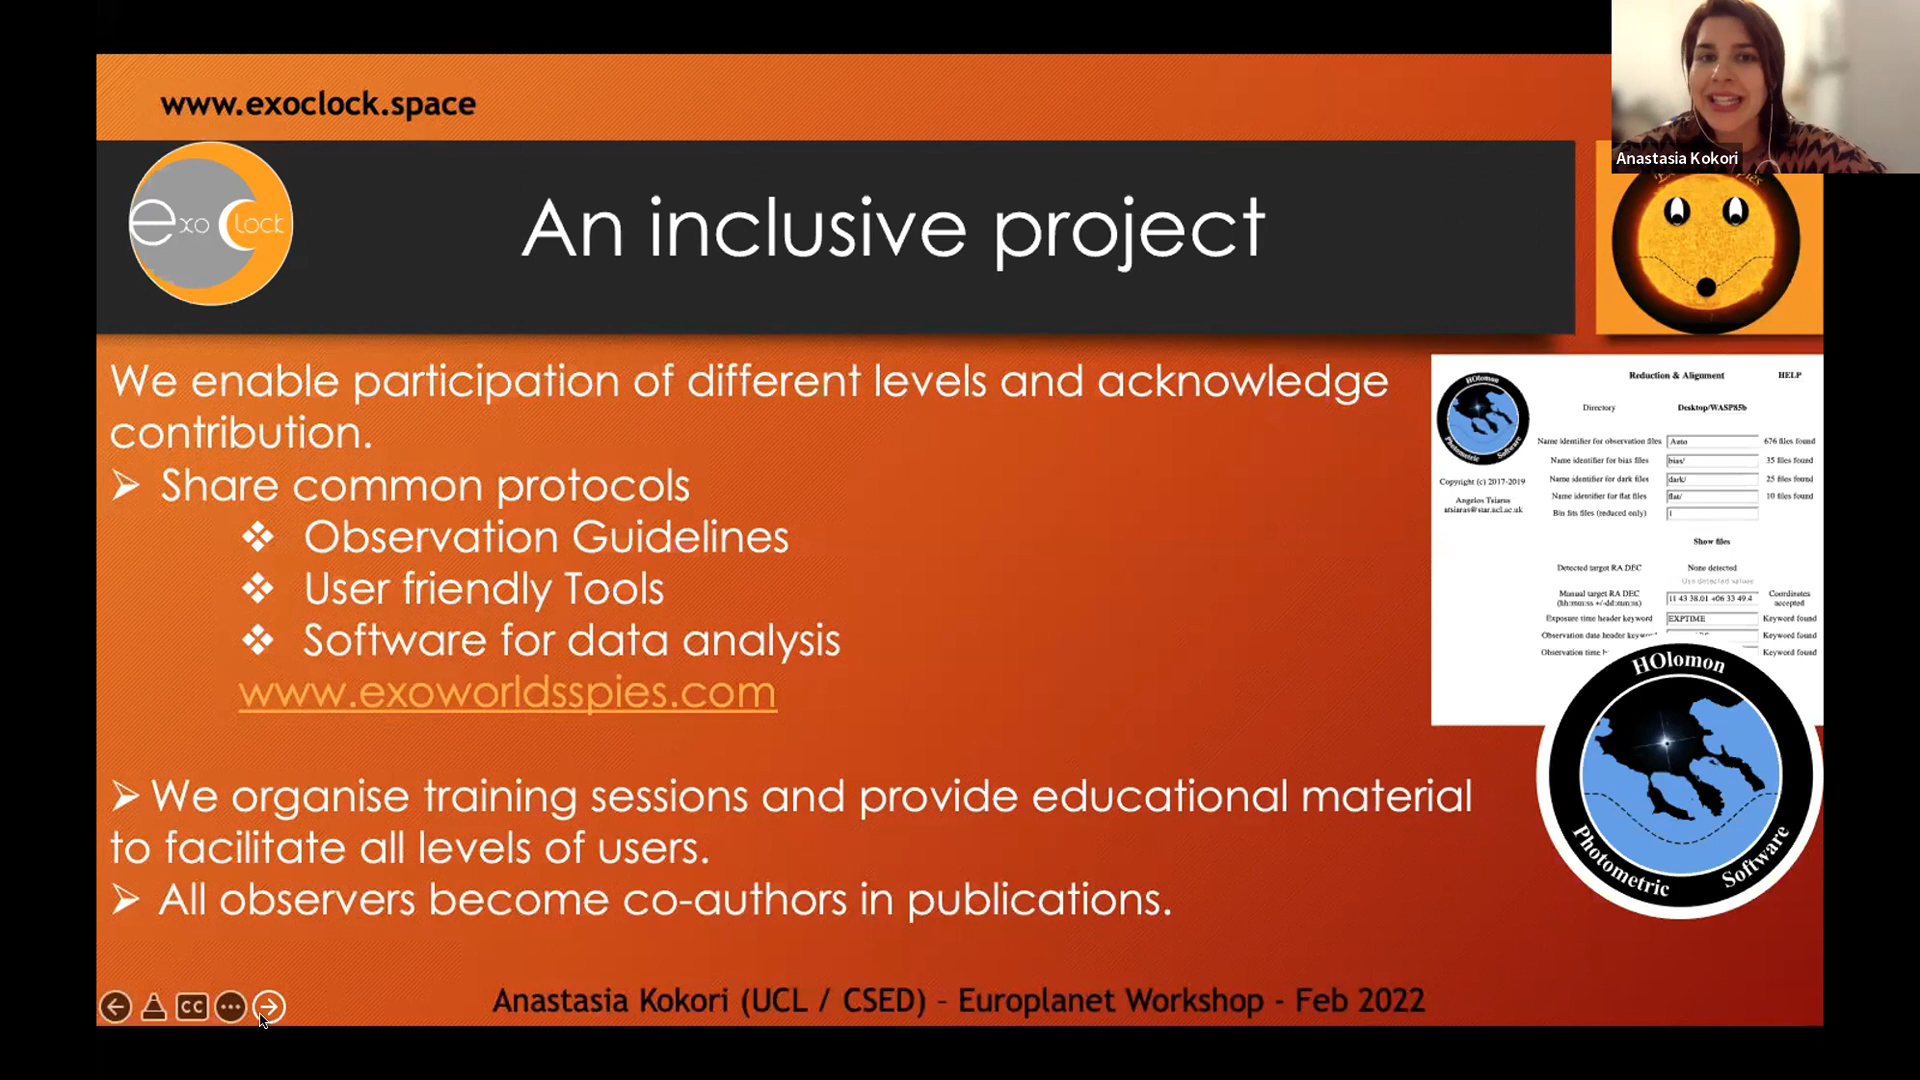 www.exoclock.space
Anastasia Kokori
exo Clock
An inclusive project
We enable participation of different levels and acknowledge
contribution.
➢ Share common protocols
❖ Observation Guidelines
❖ User friendly Tools
❖ Software for data analysis
www.exoworldsspies.com
➢ We organise training sessions and provide educational material
to facilitate all levels of users.
➢ All observers become co-authors in publications.
Reduction & Alignment HELP
Directory Desktop/WASP85b
Name identifier for observation files Auto 676 files found
Name identifier for bias files bias/ 35 files found
Name identifier for dark files dark/ 25 files found
Name identifier for flat files flat/ 10 files found
Bin fits files (reduced only) 1
HOlomon
Photometric Software
Copyright (c) 2017-2019
Angelos Tsiaras
atsiaras@star.ucl.ac.uk
Show files
Detected target RA DEC None detected
Use detected values
Manual target RA DEC
(hh:mm:ss +/-dd:mm:ss) 11 43 38.01 +06 33 49.4 Coordinates
accepted
Exposure time header keyword EXPTIME Keyword found
Observation date header keyword Keyword found
Observation time Keyword found
HOlomon
Photometric Software
CC
Anastasia Kokori (UCL / CSED) - Europlanet Workshop - Feb 2022